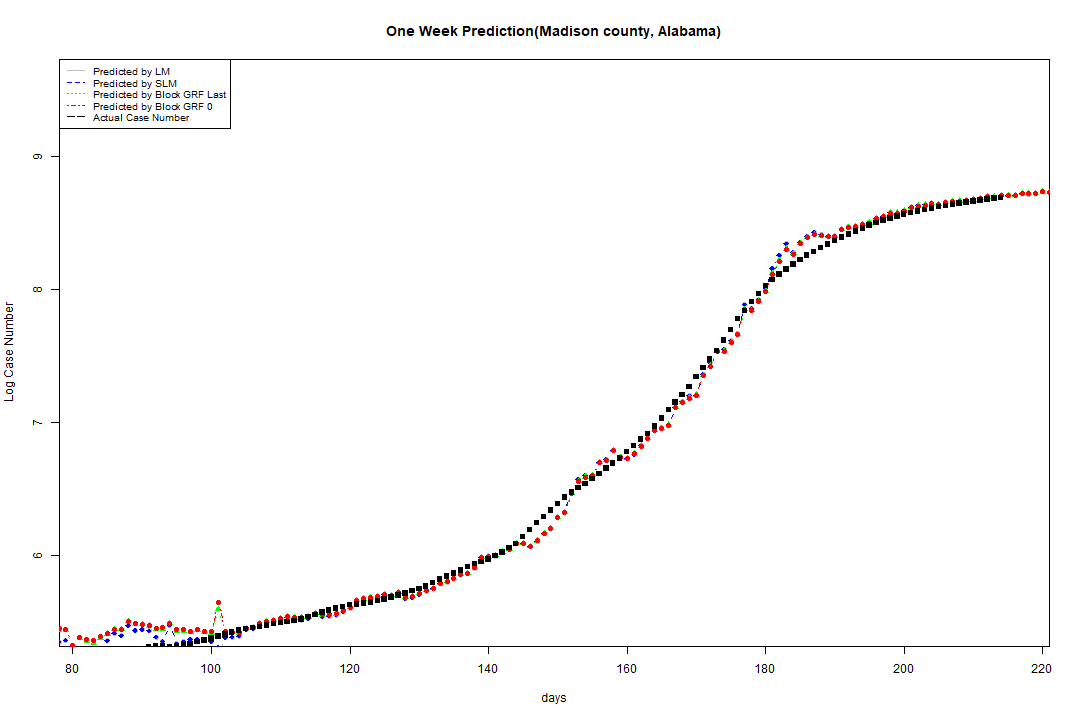 One Week Prediction(Madison county, Alabama)
Predicted by LM
Predicted by SLM
Predicted by Block GRF Last
Predicted by Block GRF 0
Actual Case Number
9
8
7
6
Log Case Number
80 100 120 140 160 180 200 220
days